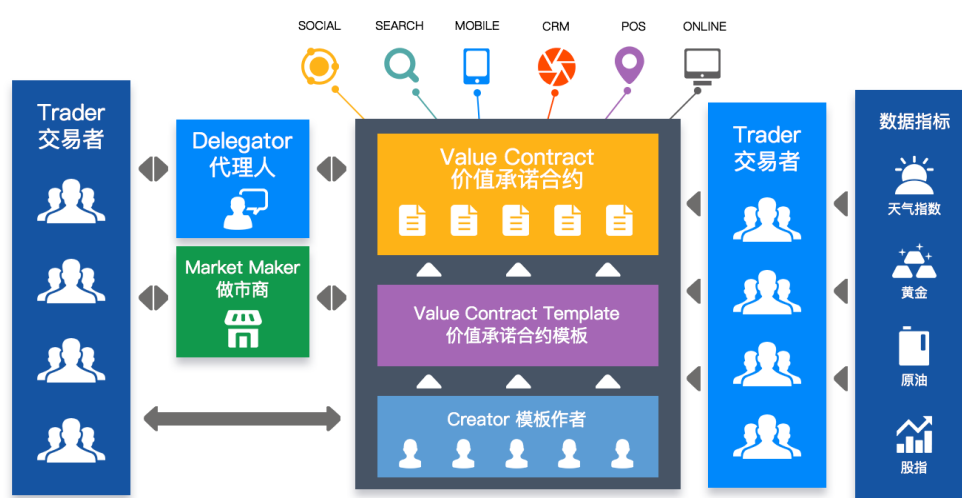 SOCIAL
SEARCH
MOBILE
CRM
POS
ONLINE
Trader
交易者
Delegator
代理人
Market Maker
做市商
Value Contract
价值承诺合约
Value Contract Template
价值承诺合约模板
Creator 模板作者
Trader
交易者
数据指标
天气指数
黄金
原油
股指